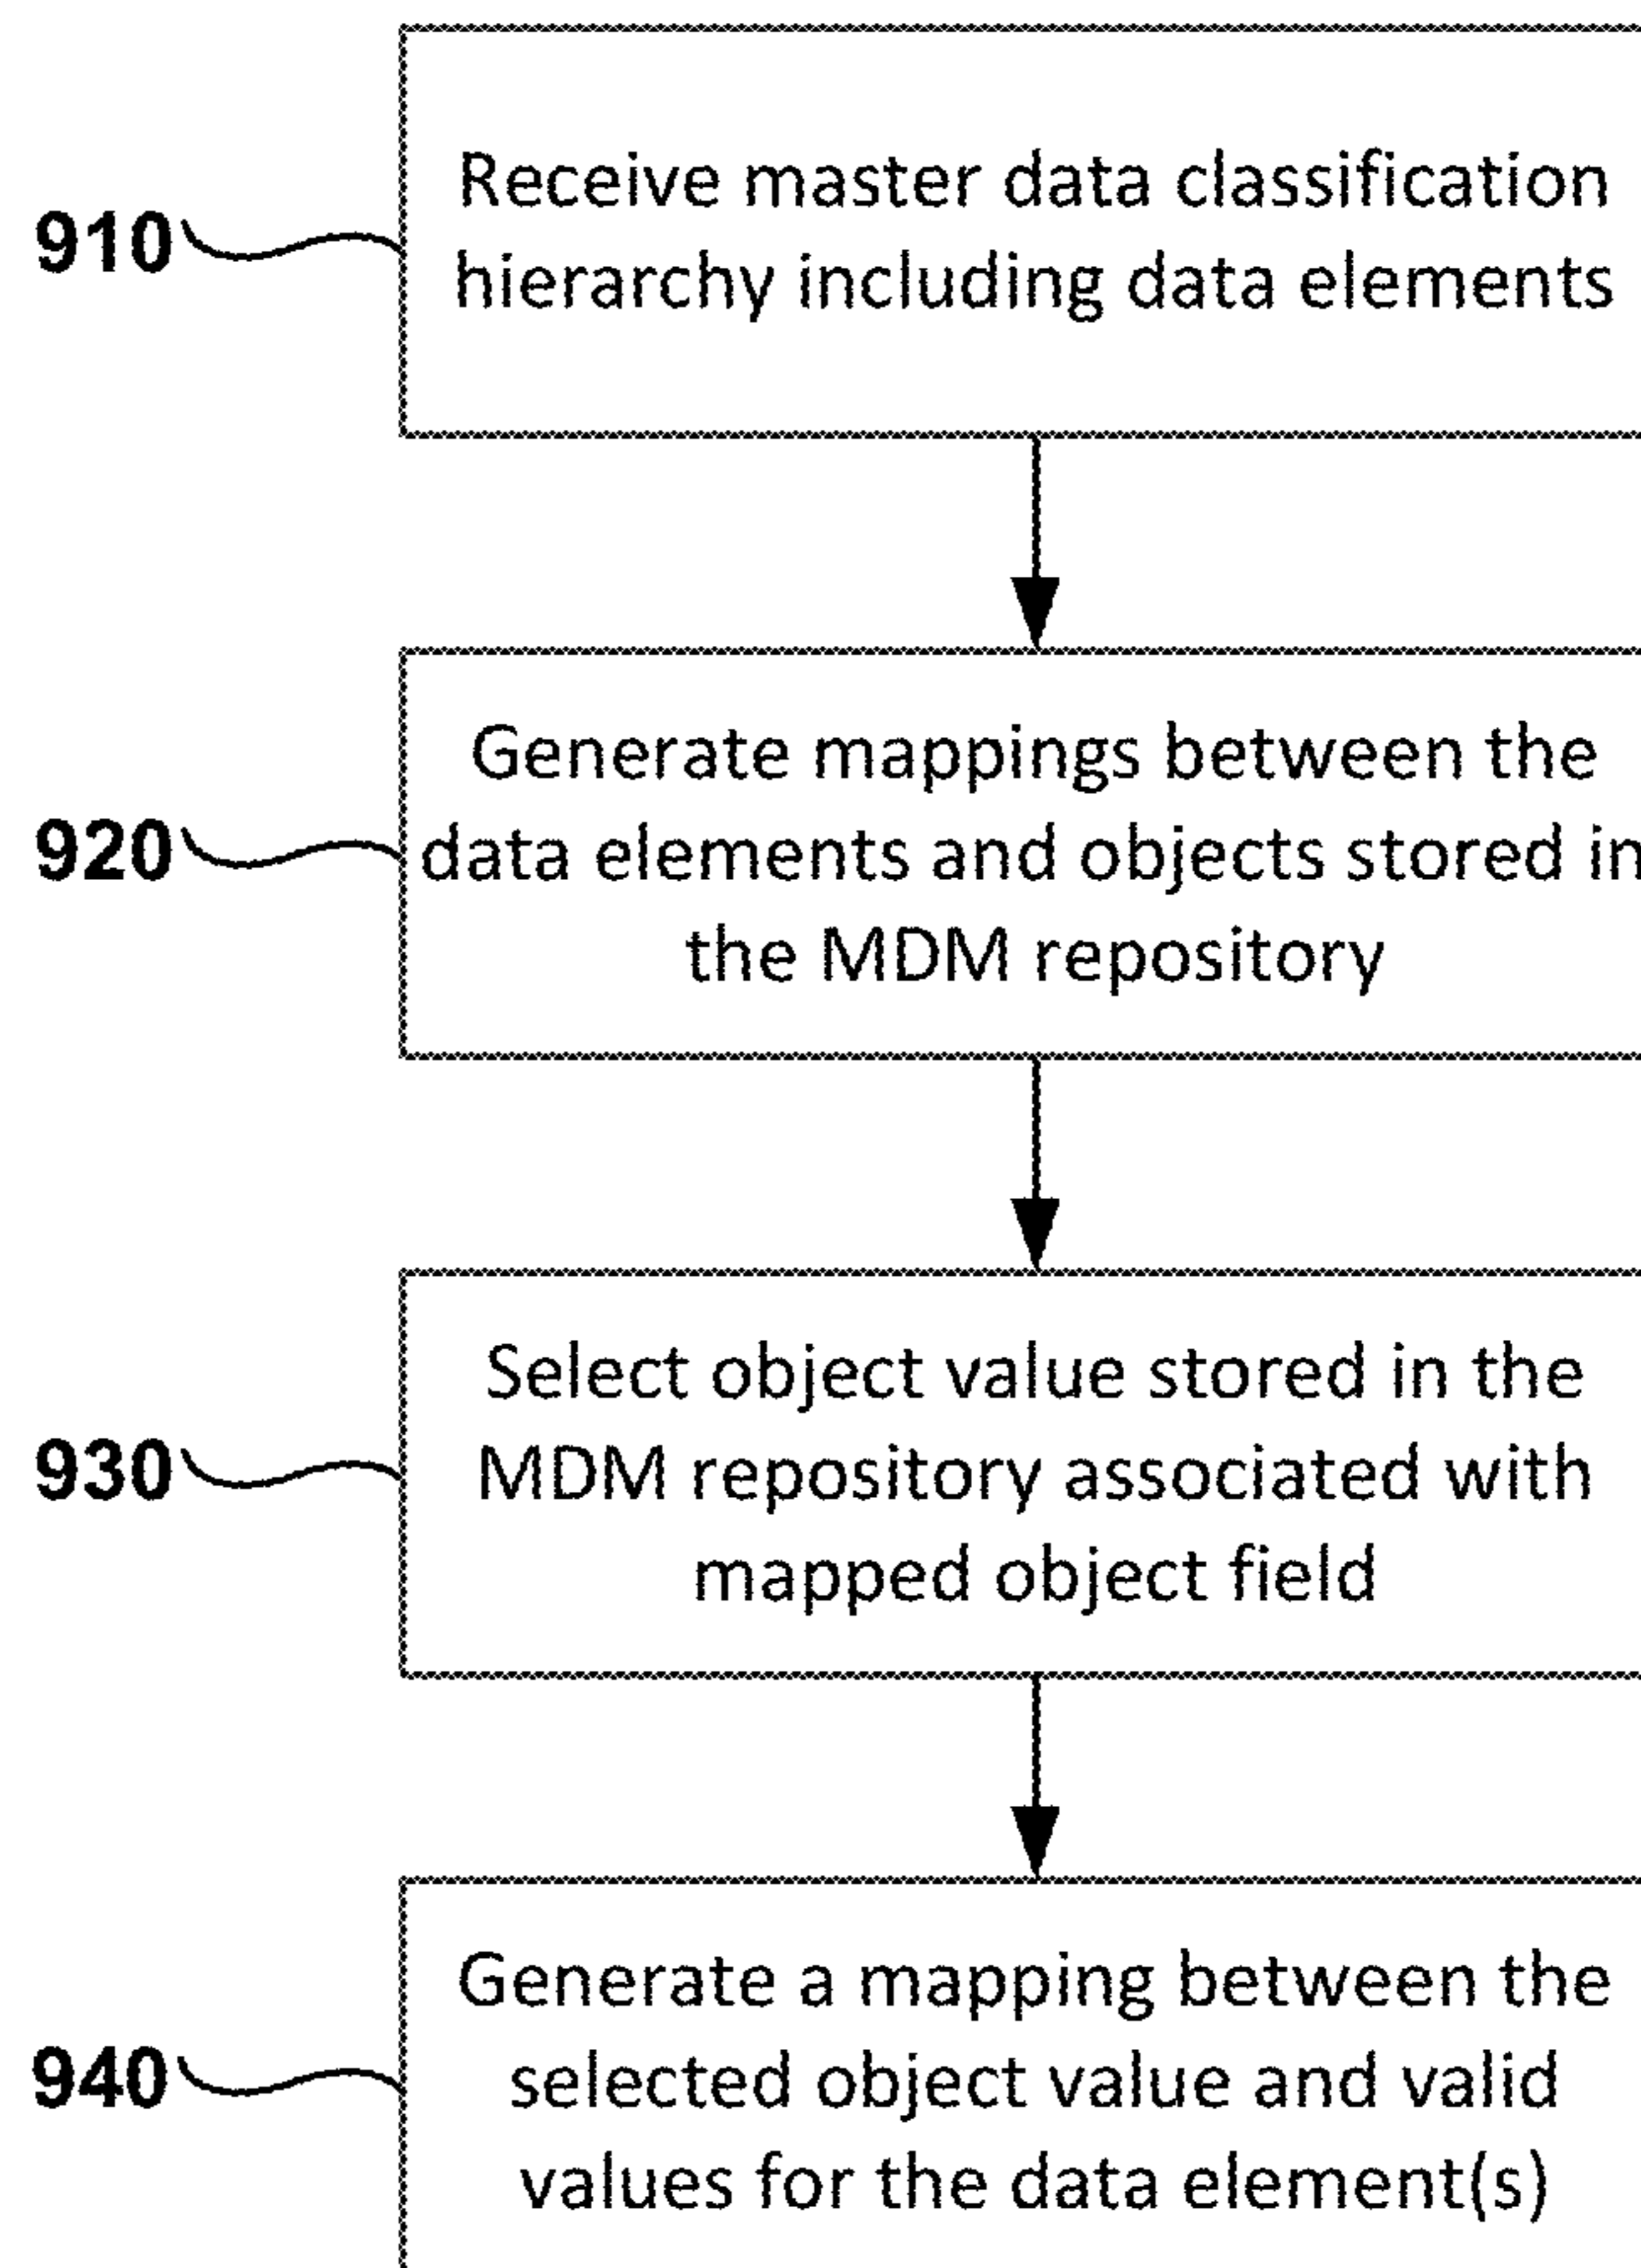 Receive master data classification
910
hierarchy including data elements
Generate mappings between the
920
data elements and objects stored in
the MDM repository
Select object value stored in the
930
MDM repository associated with
mapped object field
Generate a mapping between the
940
selected object value and valid
values for the data element(s)